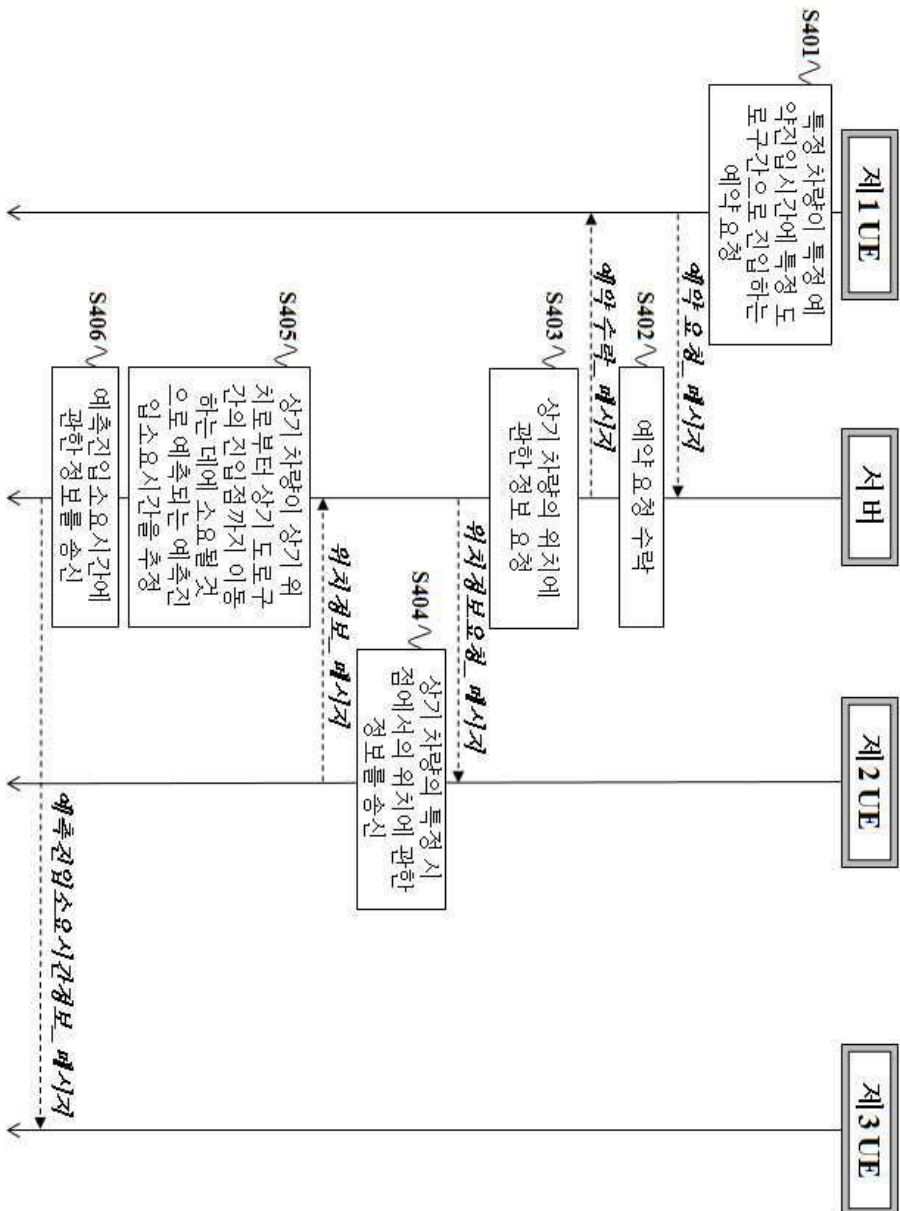 제1 UE
서버
제2 UE
제3 UE
S401
특정 차량이 특정 예
약진입시간에 특정 도
로구간으로 진입하는
예약 요청
예약 요청_메시지
S402
예약 요청 수락
예약 수락_메시지
S403
상기 차량의 위치에
관한 정보 요청
위치정보요청_메시지
S404
상기 차량의 특정 시
점에서의 위치에 관한
정보를 송신
위치정보_메시지
S405
상기 차량이 상기 위
치로부터 상기 도로구
간의 진입점까지 이동
하는 데에 소요될 것
으로 예측되는 예측진
입소요시간을 추정
S406
예측진입소요시간에
관한 정보를 송신
예측진입소요시간정보_메시지